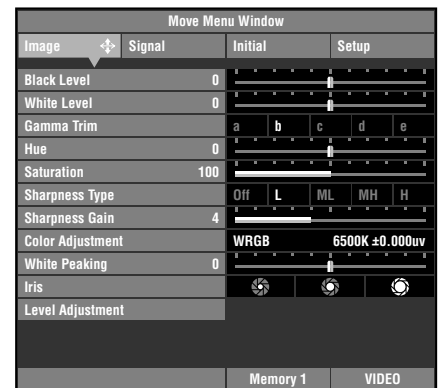 Move Menu Window
Image Signal Initial Setup
Black Level 0
White Level 0
Gamma Trim a b c d e
Hue 0
Saturation 100
Sharpness Type Off L ML MH H
Sharpness Gain 4
Color Adjustment WRGB 6500K ±0.000uv
White Peaking 0
Iris
Level Adjustment
Memory 1 VIDEO